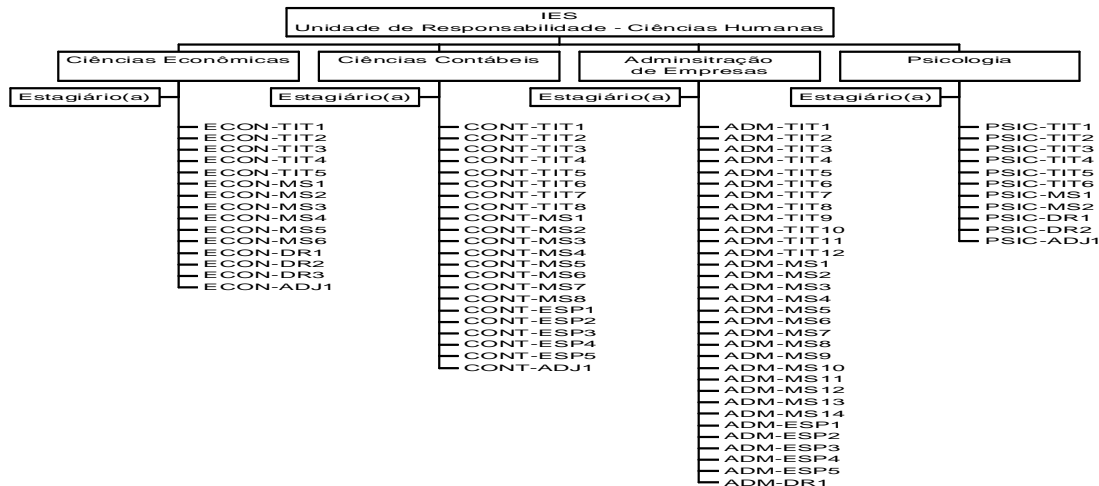 IES
Unidade de Responsabilidade - Ciências Humanas
Ciências Econômicas
Estagiário(a)
ECON-TIT1
ECON-TIT2
ECON-TIT3
ECON-TIT4
ECON-TIT5
ECON-MS1
ECON-MS2
ECON-MS3
ECON-MS4
ECON-MS5
ECON-MS6
ECON-DR1
ECON-DR2
ECON-DR3
ECON-ADJ1
Ciências Contábeis
Estagiário(a)
CONT-TIT1
CONT-TIT2
CONT-TIT3
CONT-TIT4
CONT-TIT5
CONT-TIT6
CONT-TIT7
CONT-TIT8
CONT-MS1
CONT-MS2
CONT-MS3
CONT-MS4
CONT-MS5
CONT-MS6
CONT-MS7
CONT-MS8
CONT-ESP1
CONT-ESP2
CONT-ESP3
CONT-ESP4
CONT-ESP5
CONT-ADJ1
Adminsitração
de Empresas
Estagiário(a)
ADM-TIT1
ADM-TIT2
ADM-TIT3
ADM-TIT4
ADM-TIT5
ADM-TIT6
ADM-TIT7
ADM-TIT8
ADM-TIT9
ADM-TIT10
ADM-TIT11
ADM-TIT12
ADM-MS1
ADM-MS2
ADM-MS3
ADM-MS4
ADM-MS5
ADM-MS6
ADM-MS7
ADM-MS8
ADM-MS9
ADM-MS10
ADM-MS11
ADM-MS12
ADM-MS13
ADM-MS14
ADM-ESP1
ADM-ESP2
ADM-ESP3
ADM-ESP4
ADM-ESP5
ADM-DR1
Psicologia
Estagiário(a)
PSIC-TIT1
PSIC-TIT2
PSIC-TIT3
PSIC-TIT4
PSIC-TIT5
PSIC-TIT6
PSIC-MS1
PSIC-MS2
PSIC-DR1
PSIC-DR2
PSIC-ADJ1